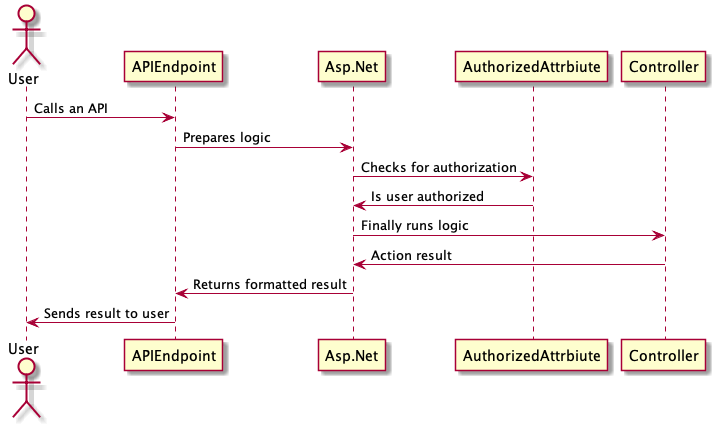 User
APIEndpoint
Asp.Net
AuthorizedAttrbiute
Controller
Calls an API
Prepares logic
Checks for authorization
Is user authorized
Finally runs logic
Action result
Returns formatted result
Sends result to user
User
APIEndpoint
Asp.Net
AuthorizedAttrbiute
Controller